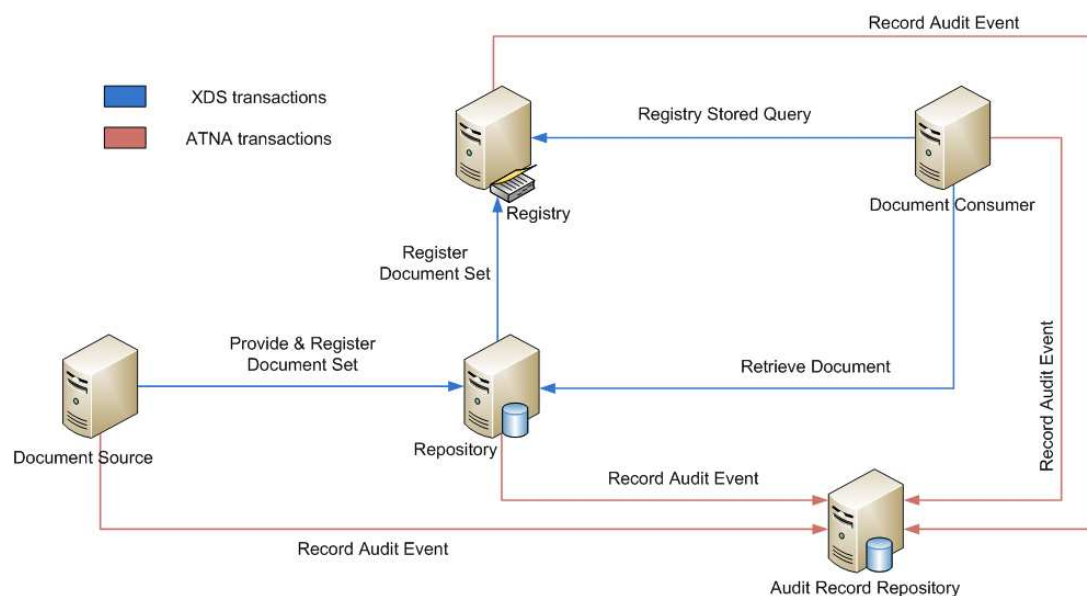 Record Audit Event
XDS transactions
ATNA transactions
Registry Stored Query
Registry
Document Consumer
Register
Document Set
Provide & Register
Document Set
Retrieve Document
Record Audit Event
Document Source
Repository
Record Audit Event
Record Audit Event
Audit Record Repository